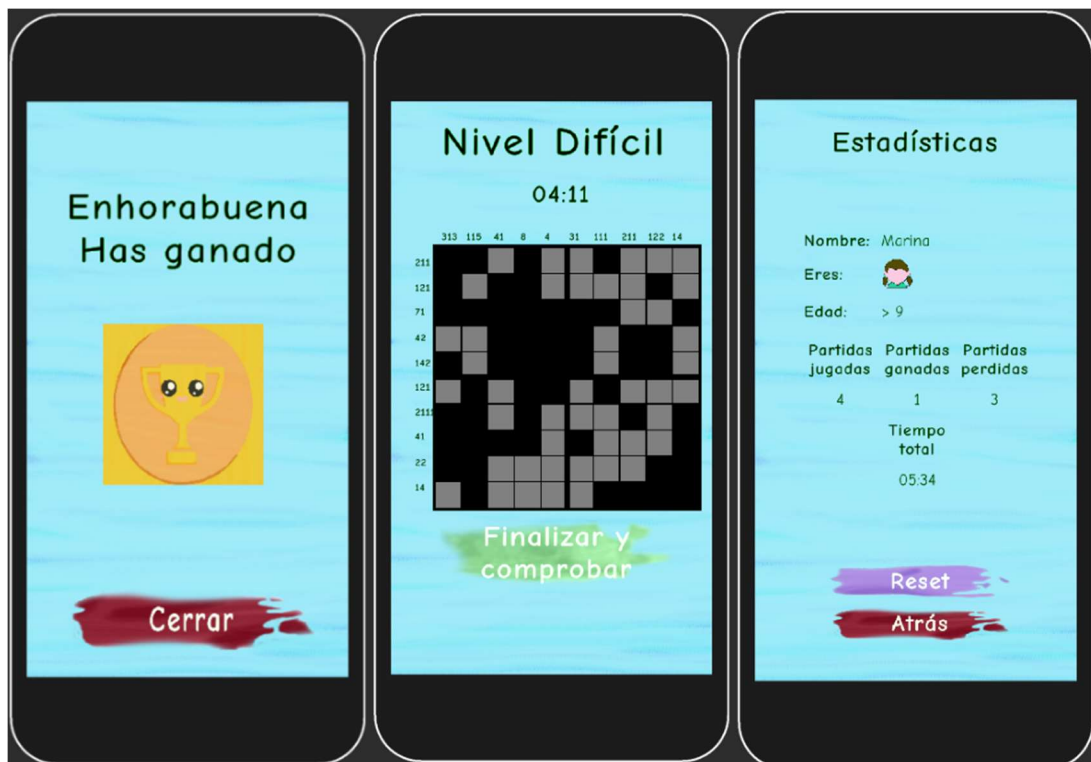 Enhorabuena
Has ganado
Cerrar
Nivel Difícil
04:11
313 115 41 8 4 31 111 211 122 14
211
121
71
42
142
121
2111
41
22
14
Finalizar y
comprobar
Estadísticas
Nombre: Marina
Eres:
Edad: > 9
Partidas Partidas Partidas
jugadas ganadas perdidas
4 1 3
Tiempo
total
05:34
Reset
Atrás